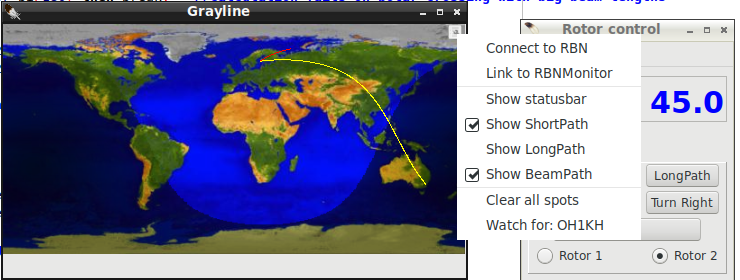 Grayline
Rotor control
Connect to RBN
Link to RBNMonitor
Show statusbar
Show ShortPath
Show LongPath
Show BeamPath
Clear all spots
Watch for: OH1KH
45.0
LongPath
Turn Right
Rotor 1
Rotor 2